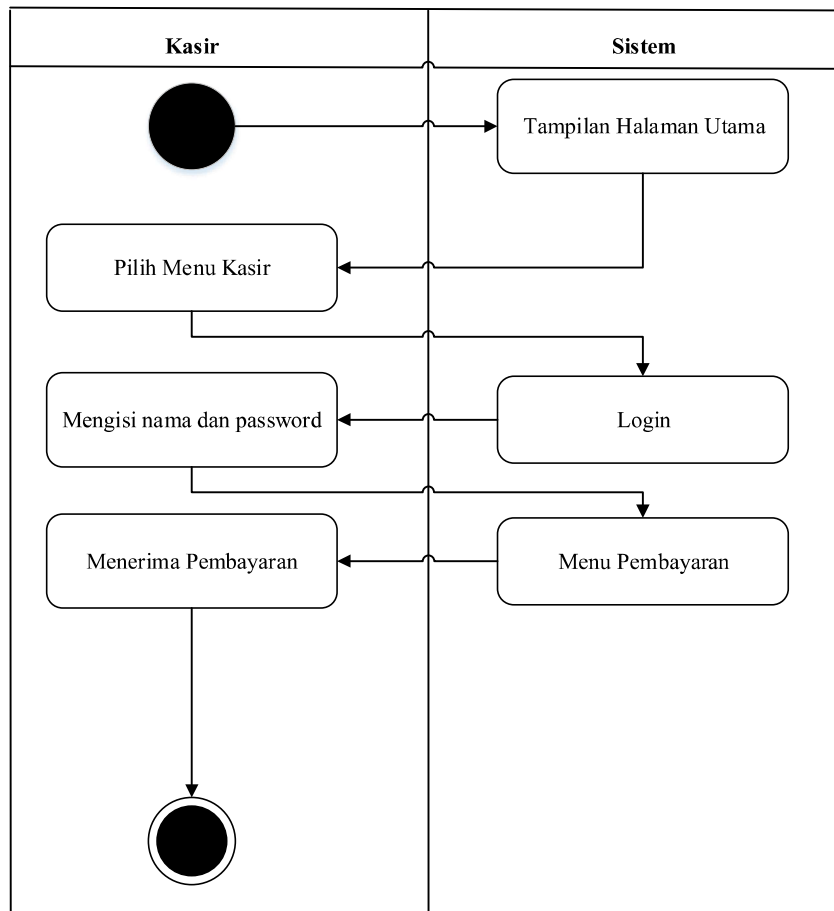 Kasir
Sistem
Tampilan Halaman Utama
Pilih Menu Kasir
Mengisi nama dan password
Login
Menerima Pembayaran
Menu Pembayaran